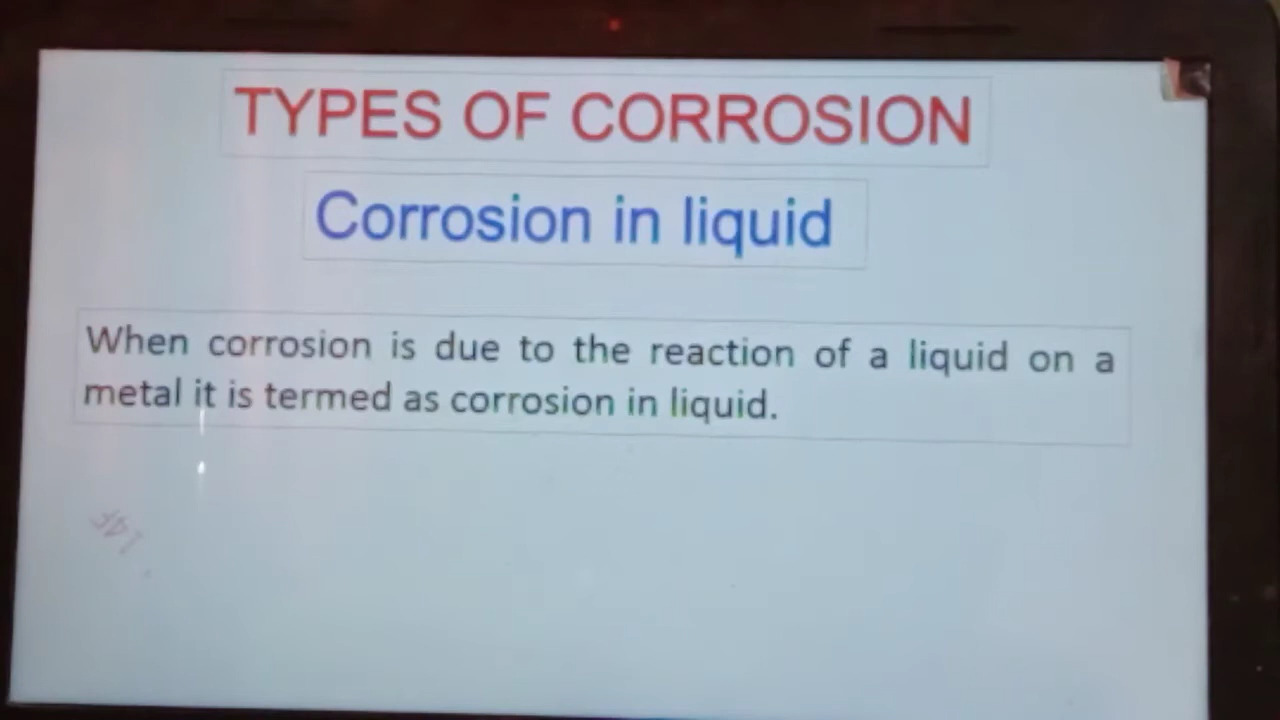 TYPES OF CORROSION
Corrosion in liquid
When corrosion is due to the reaction of a liquid on a
metal it is termed as corrosion in liquid.